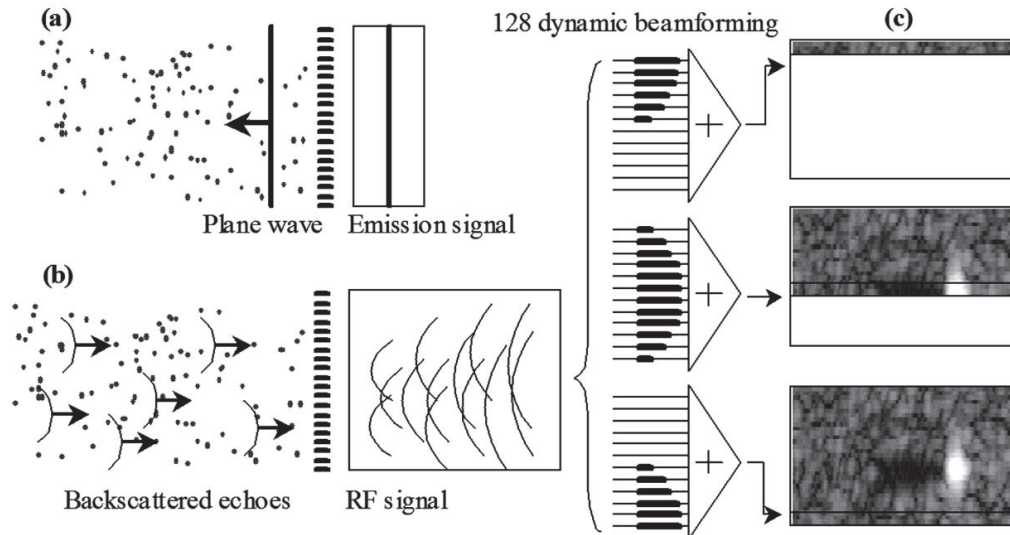 (a)
Plane wave
Emission signal
(b)
Backscattered echoes
RF signal
128 dynamic beamforming
+
+
+
(c)